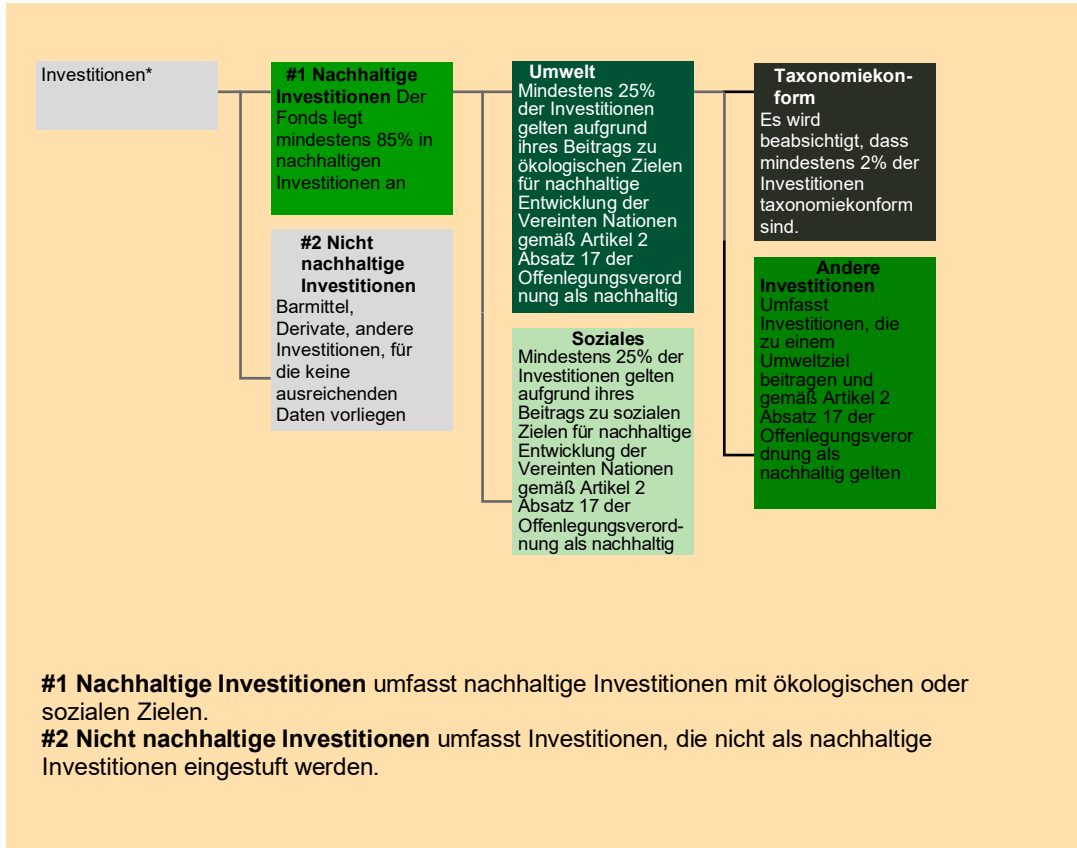 Investitionen*
#1 Nachhaltige
Investitionen Der
Fonds legt
mindestens 85% in
nachhaltigen
Investitionen an
#2 Nicht
nachhaltige
Investitionen
Barmittel,
Derivate, andere
Investitionen, für
die keine
ausreichenden
Daten vorliegen
Umwelt
Mindestens 25%
der Investitionen
gelten aufgrund
ihres Beitrags zu
ökologischen Zielen
für nachhaltige
Entwicklung der
Vereinten Nationen
gemäß Artikel 2
Absatz 17 der
Offenlegungsverord
nung als nachhaltig
Soziales
Mindestens 25% der
Investitionen gelten
aufgrund ihres
Beitrags zu sozialen
Zielen für nachhaltige
Entwicklung der
Vereinten Nationen
gemäß Artikel 2
Absatz 17 der
Offenlegungsverord-
nung als nachhaltig
Taxonomiekon-
form
Es wird
beabsichtigt, dass
mindestens 2% der
Investitionen
taxonomiekonform
sind.
Andere
Investitionen
Umfasst
Investitionen, die
zu einem
Umweltziel
beitragen und
gemäß Artikel 2
Absatz 17 der
Offenlegungsveror
dnung als
nachhaltig gelten
#1 Nachhaltige Investitionen umfasst nachhaltige Investitionen mit ökologischen oder
sozialen Zielen.
#2 Nicht nachhaltige Investitionen umfasst Investitionen, die nicht als nachhaltige
Investitionen eingestuft werden.